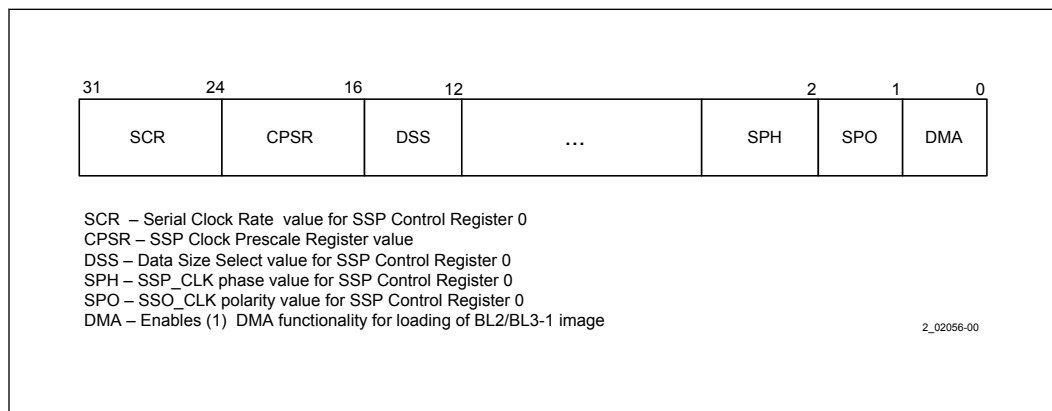 31 24 16 12 2 1 0
SCR CPSR DSS ... SPH SPO DMA
SCR – Serial Clock Rate value for SSP Control Register 0
CPSR – SSP Clock Prescale Register value
DSS – Data Size Select value for SSP Control Register 0
SPH – SSP_CLK phase value for SSP Control Register 0
SPO – SSO_CLK polarity value for SSP Control Register 0
DMA – Enables (1) DMA functionality for loading of BL2/BL3-1 image
2_02056-00